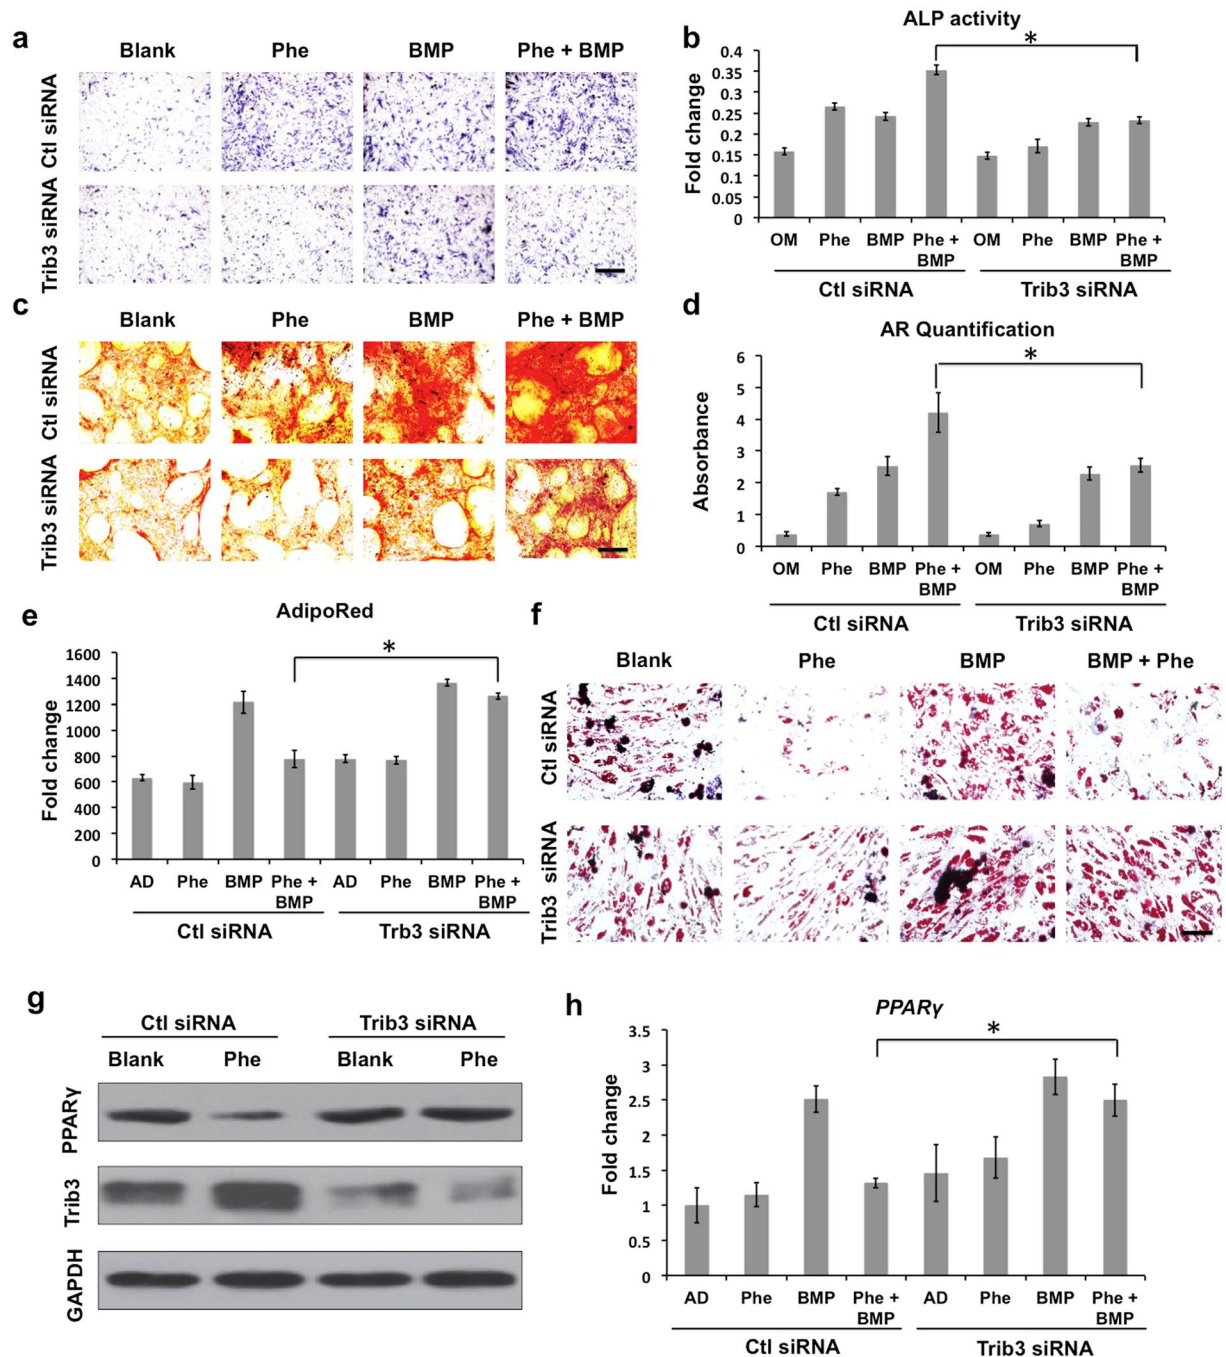 a
Blank Phe BMP Phe + BMP
Ctl siRNA
Trib3 siRNA
b
ALP activity
*
Fold change
0.4
0.35
0.3
0.25
0.2
0.15
0.1
0.05
0
OM Phe BMP Phe + BMP OM Phe BMP Phe + BMP
Ctl siRNA Trib3 siRNA
c
Blank Phe BMP Phe + BMP
Ctl siRNA
Trib3 siRNA
d
AR Quantification
*
Absorbance
6
5
4
3
2
1
0
OM Phe BMP Phe + BMP OM Phe BMP Phe + BMP
Ctl siRNA Trib3 siRNA
e
AdipoRed
*
Fold change
1600
1400
1200
1000
800
600
400
200
0
AD Phe BMP Phe + BMP AD Phe BMP Phe + BMP
Ctl siRNA Trb3 siRNA
f
Blank Phe BMP BMP + Phe
Ctl siRNA
Trib3 siRNA
g
Ctl siRNA Trib3 siRNA
Blank Phe Blank Phe
PPARγ
Trib3
GAPDH
h
PPARγ
*
Fold change
3.5
3
2.5
2
1.5
1
0.5
0
AD Phe BMP Phe + BMP AD Phe BMP Phe + BMP
Ctl siRNA Trib3 siRNA